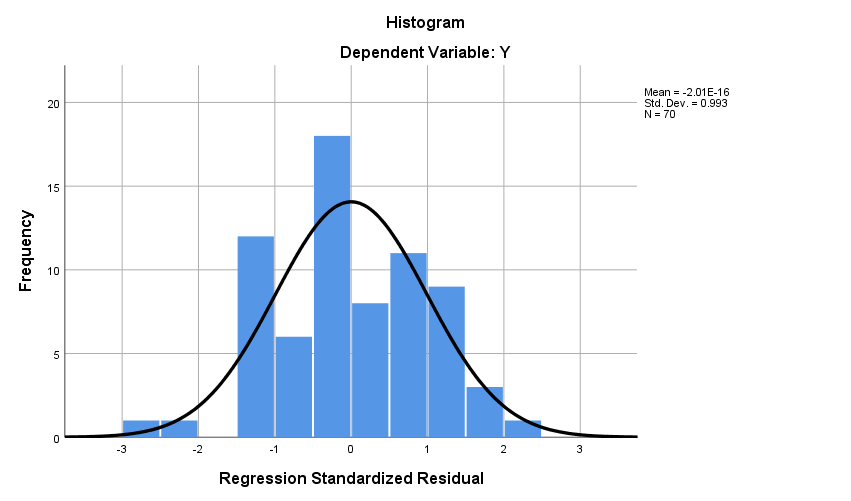 Histogram
Dependent Variable: Y
Mean = -2.01E-16
Std. Dev. = 0.993
N = 70
Frequency
20
15
10
5
0
-3 -2 -1 0 1 2 3
Regression Standardized Residual